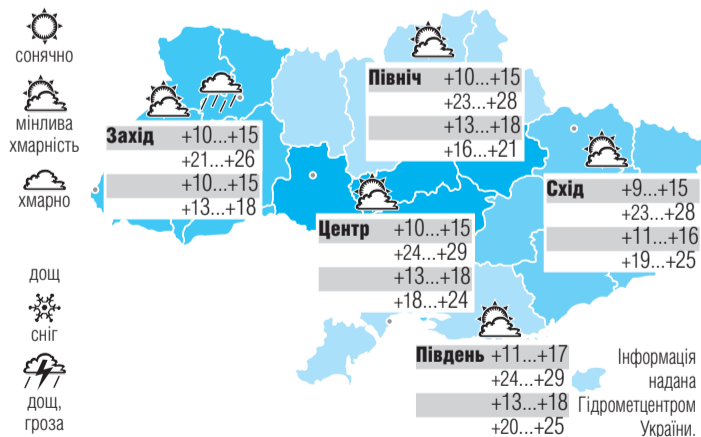 сонячно
мінлива
хмарність
хмарно
дощ
сніг
дощ,
гроза
Північ +10...+15
+23...+28
+13...+18
+16...+21
Захід +10...+15
+21...+26
+10...+15
+13...+18
Схід +9...+15
+23...+28
+11...+16
+19...+25
Центр +10...+15
+24...+29
+13...+18
+18...+24
Південь +11...+17
+24...+29
+13...+18
+20...+25
Інформація
надана
Гідрометцентром
України.